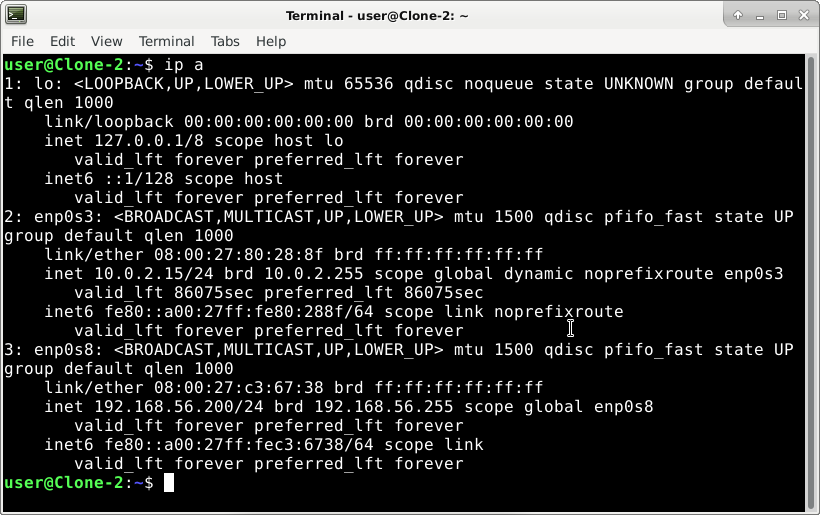 Terminal - user@Clone-2: ~
File Edit View Terminal Tabs Help
user@Clone-2:~$ ip a
1: lo: <LOOPBACK,UP,LOWER_UP> mtu 65536 qdisc noqueue state UNKNOWN group defaul
t qlen 1000
    link/loopback 00:00:00:00:00:00 brd 00:00:00:00:00:00
    inet 127.0.0.1/8 scope host lo
       valid_lft forever preferred_lft forever
    inet6 ::1/128 scope host
       valid_lft forever preferred_lft forever
2: enp0s3: <BROADCAST,MULTICAST,UP,LOWER_UP> mtu 1500 qdisc pfifo_fast state UP
group default qlen 1000
    link/ether 08:00:27:80:28:8f brd ff:ff:ff:ff:ff:ff
    inet 10.0.2.15/24 brd 10.0.2.255 scope global dynamic noprefixroute enp0s3
       valid_lft 86075sec preferred_lft 86075sec
    inet6 fe80::a00:27ff:fe80:288f/64 scope link noprefixroute
       valid_lft forever preferred_lft forever
3: enp0s8: <BROADCAST,MULTICAST,UP,LOWER_UP> mtu 1500 qdisc pfifo_fast state UP
group default qlen 1000
    link/ether 08:00:27:c3:67:38 brd ff:ff:ff:ff:ff:ff
    inet 192.168.56.200/24 brd 192.168.56.255 scope global enp0s8
       valid_lft forever preferred_lft forever
    inet6 fe80::a00:27ff:fec3:6738/64 scope link
       valid_lft forever preferred_lft forever
user@Clone-2:~$